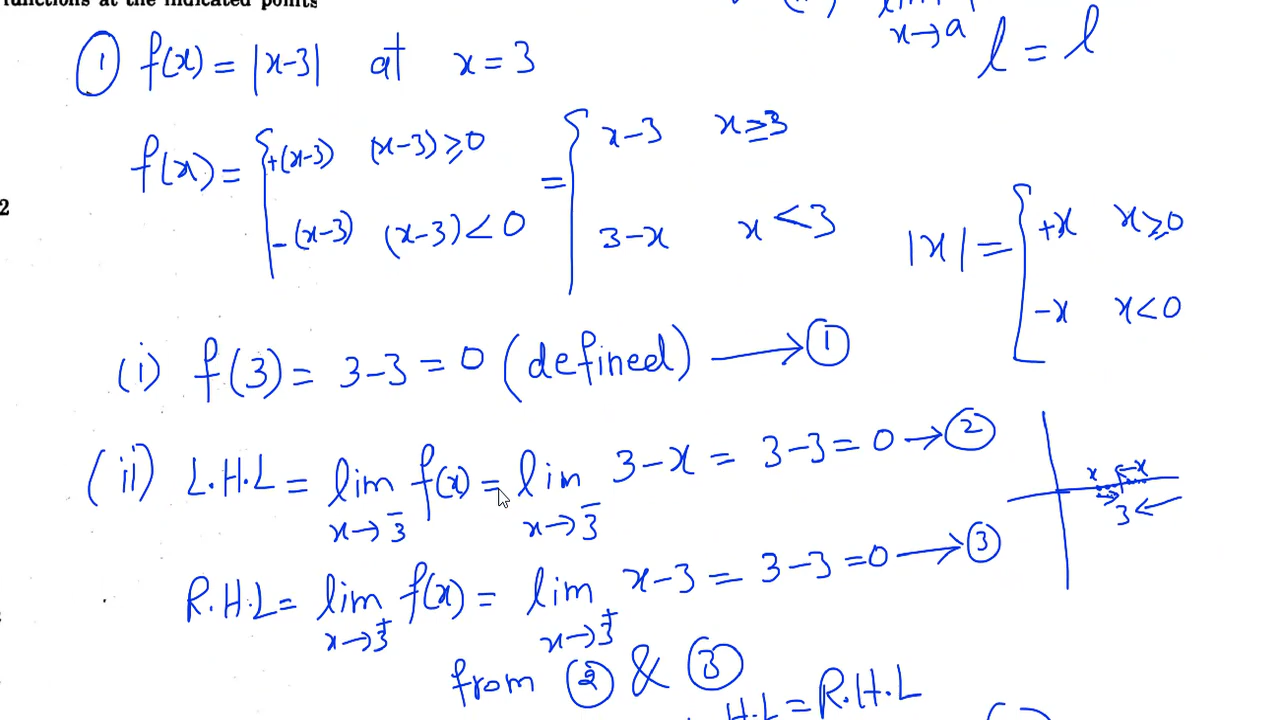 functions at the indicated points
x→a l = l
① f(x) = |x-3| at x = 3
f(x) = { +(x-3) (x-3) ≥ 0 = { x-3 x ≥ 3
-(x-3) (x-3) < 0 3-x x < 3
2
|x| = { +x x ≥ 0
-x x < 0
(i) f(3) = 3-3 = 0 (defined) → ①
(ii) L.H.L = lim f(x) = lim 3-x = 3-3 = 0 → ②
x→3⁻ x→3⁻
x ←x
3 ←
R.H.L = lim f(x) = lim x-3 = 3-3 = 0 → ③
x→3⁺ x→3⁺
from ② & ③
H.L = R.H.L